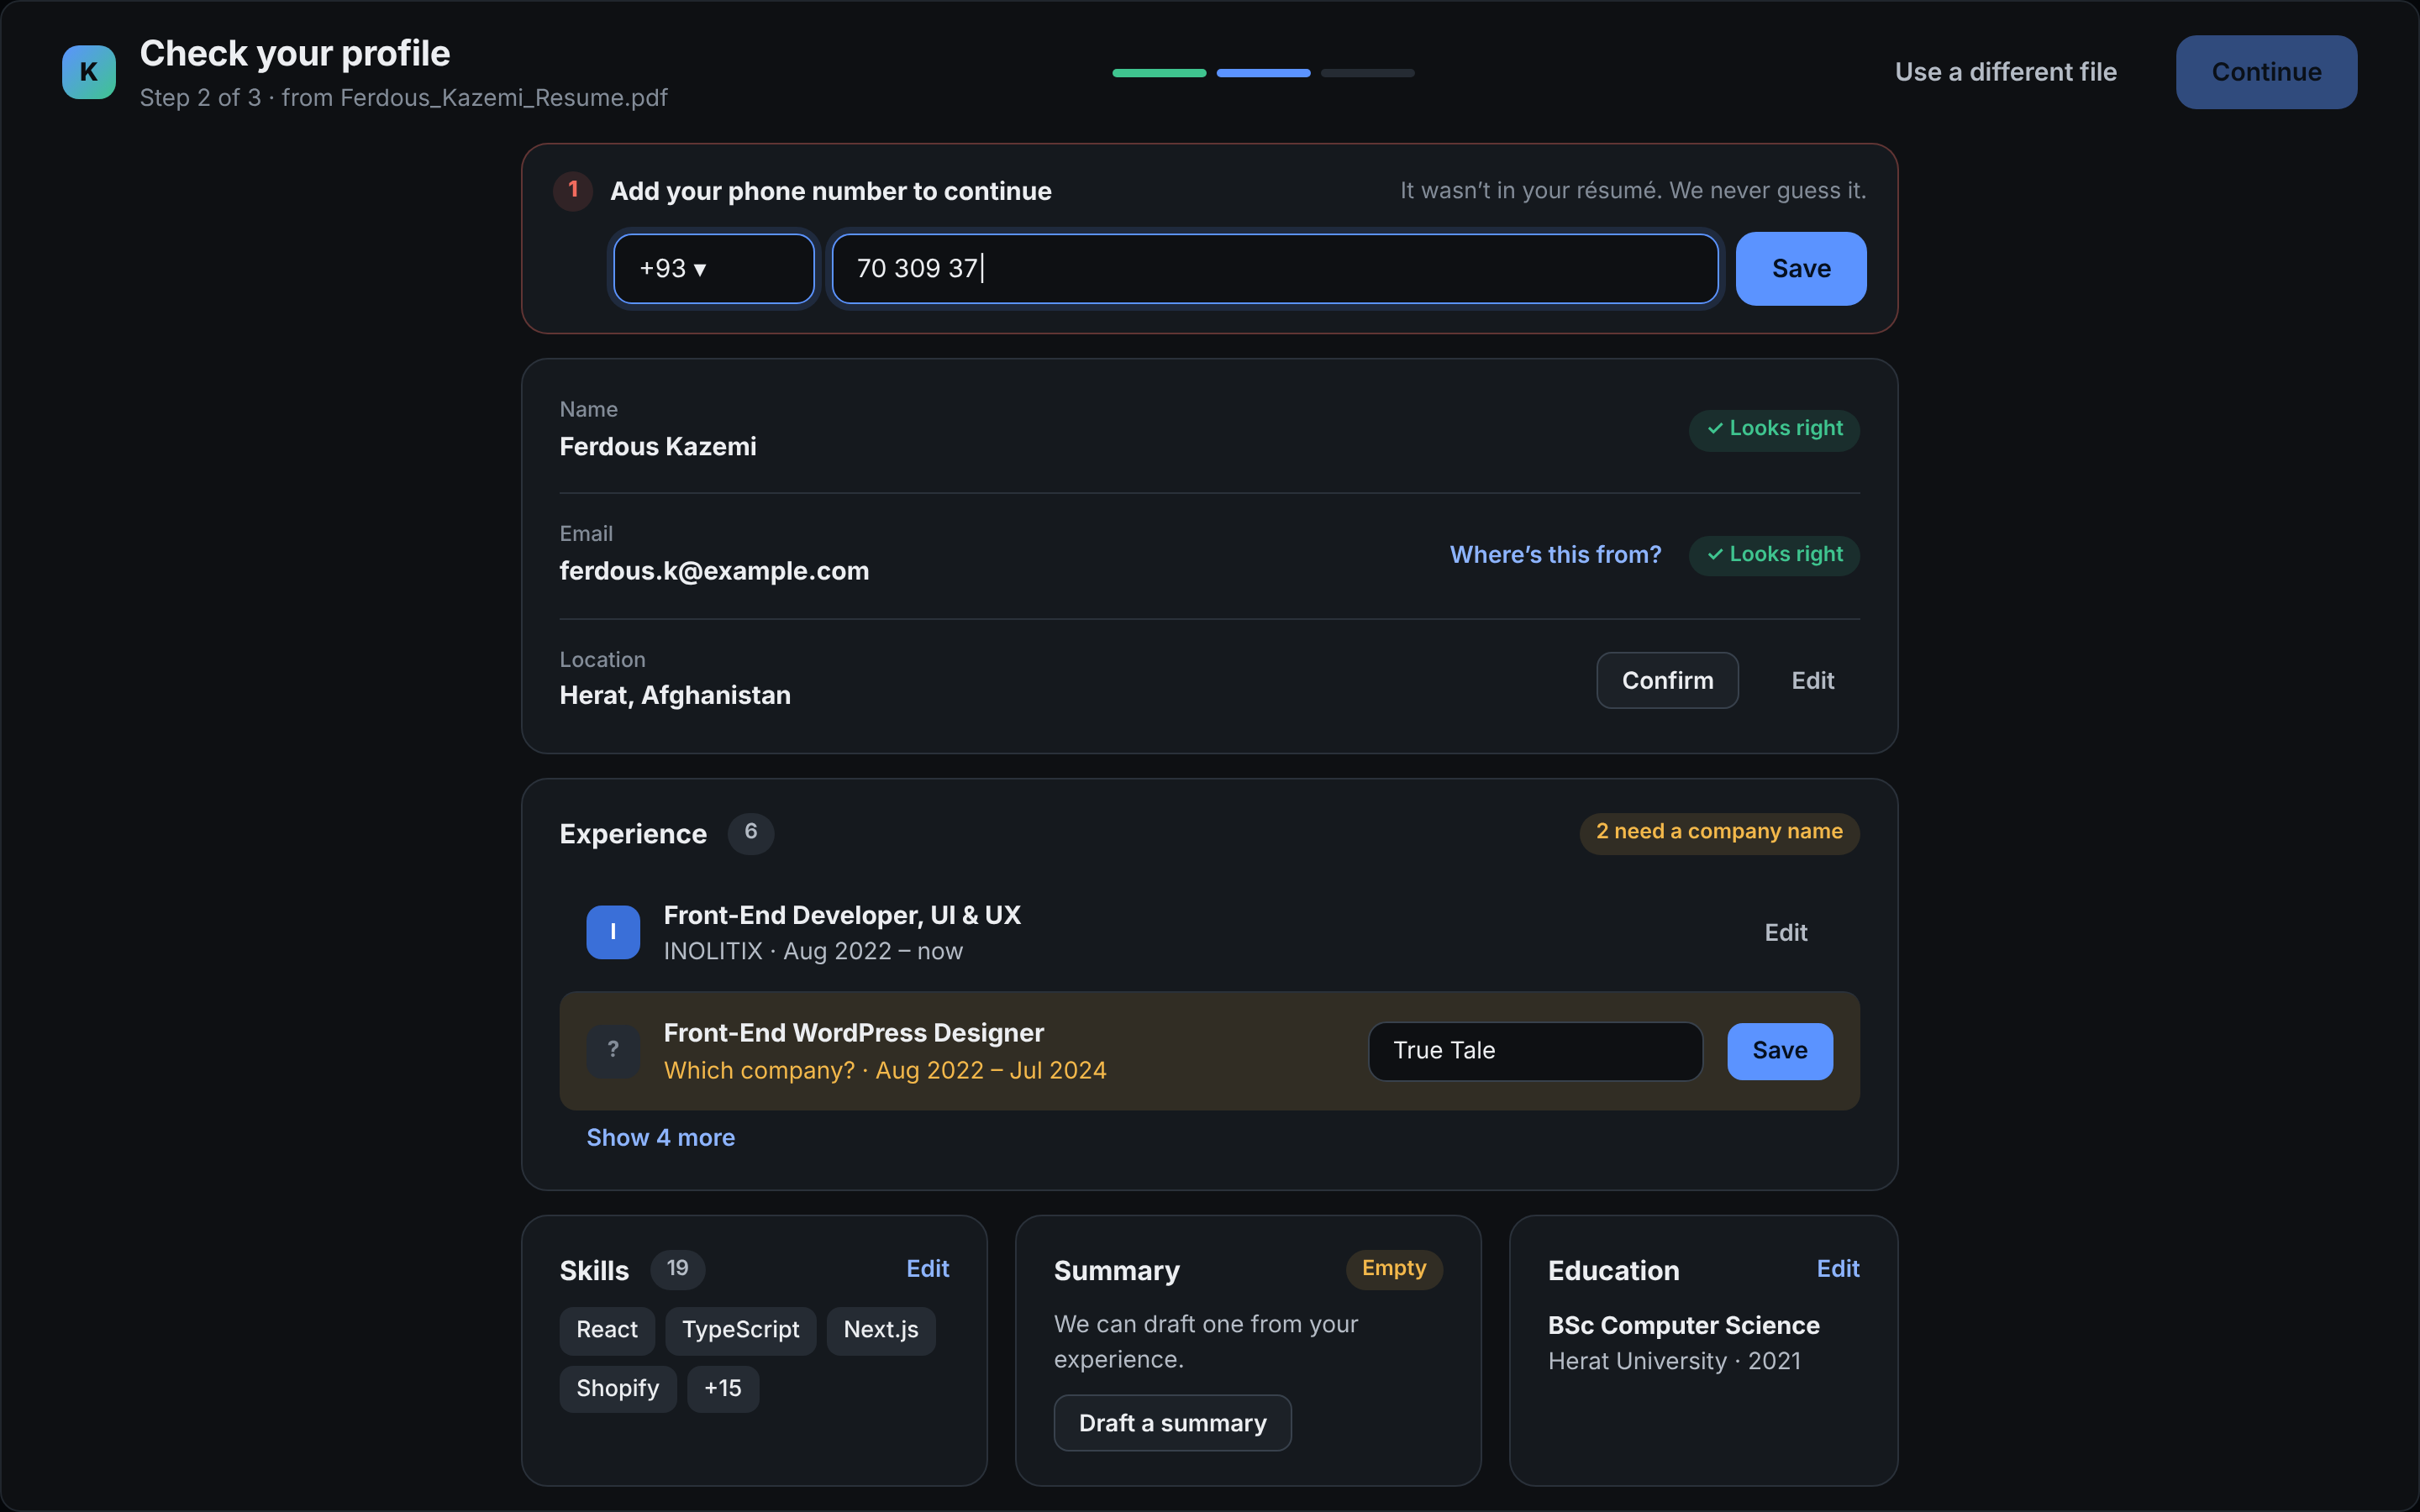 K
Check your profile
Step 2 of 3 · from Ferdous_Kazemi_Resume.pdf
Use a different file
Continue
1
Add your phone number to continue
It wasn’t in your résumé. We never guess it.
+93 ▾
70 309 37
Save
Name
Ferdous Kazemi
✓ Looks right
Email
ferdous.k@example.com
Where’s this from?
✓ Looks right
Location
Herat, Afghanistan
Confirm
Edit
Experience 6
2 need a company name
I
Front-End Developer, UI & UX
INOLITIX · Aug 2022 – now
Edit
?
Front-End WordPress Designer
Which company? · Aug 2022 – Jul 2024
True Tale
Save
Show 4 more
Skills 19
Edit
React TypeScript Next.js
Shopify +15
Summary
Empty
We can draft one from your
experience.
Draft a summary
Education
Edit
BSc Computer Science
Herat University · 2021